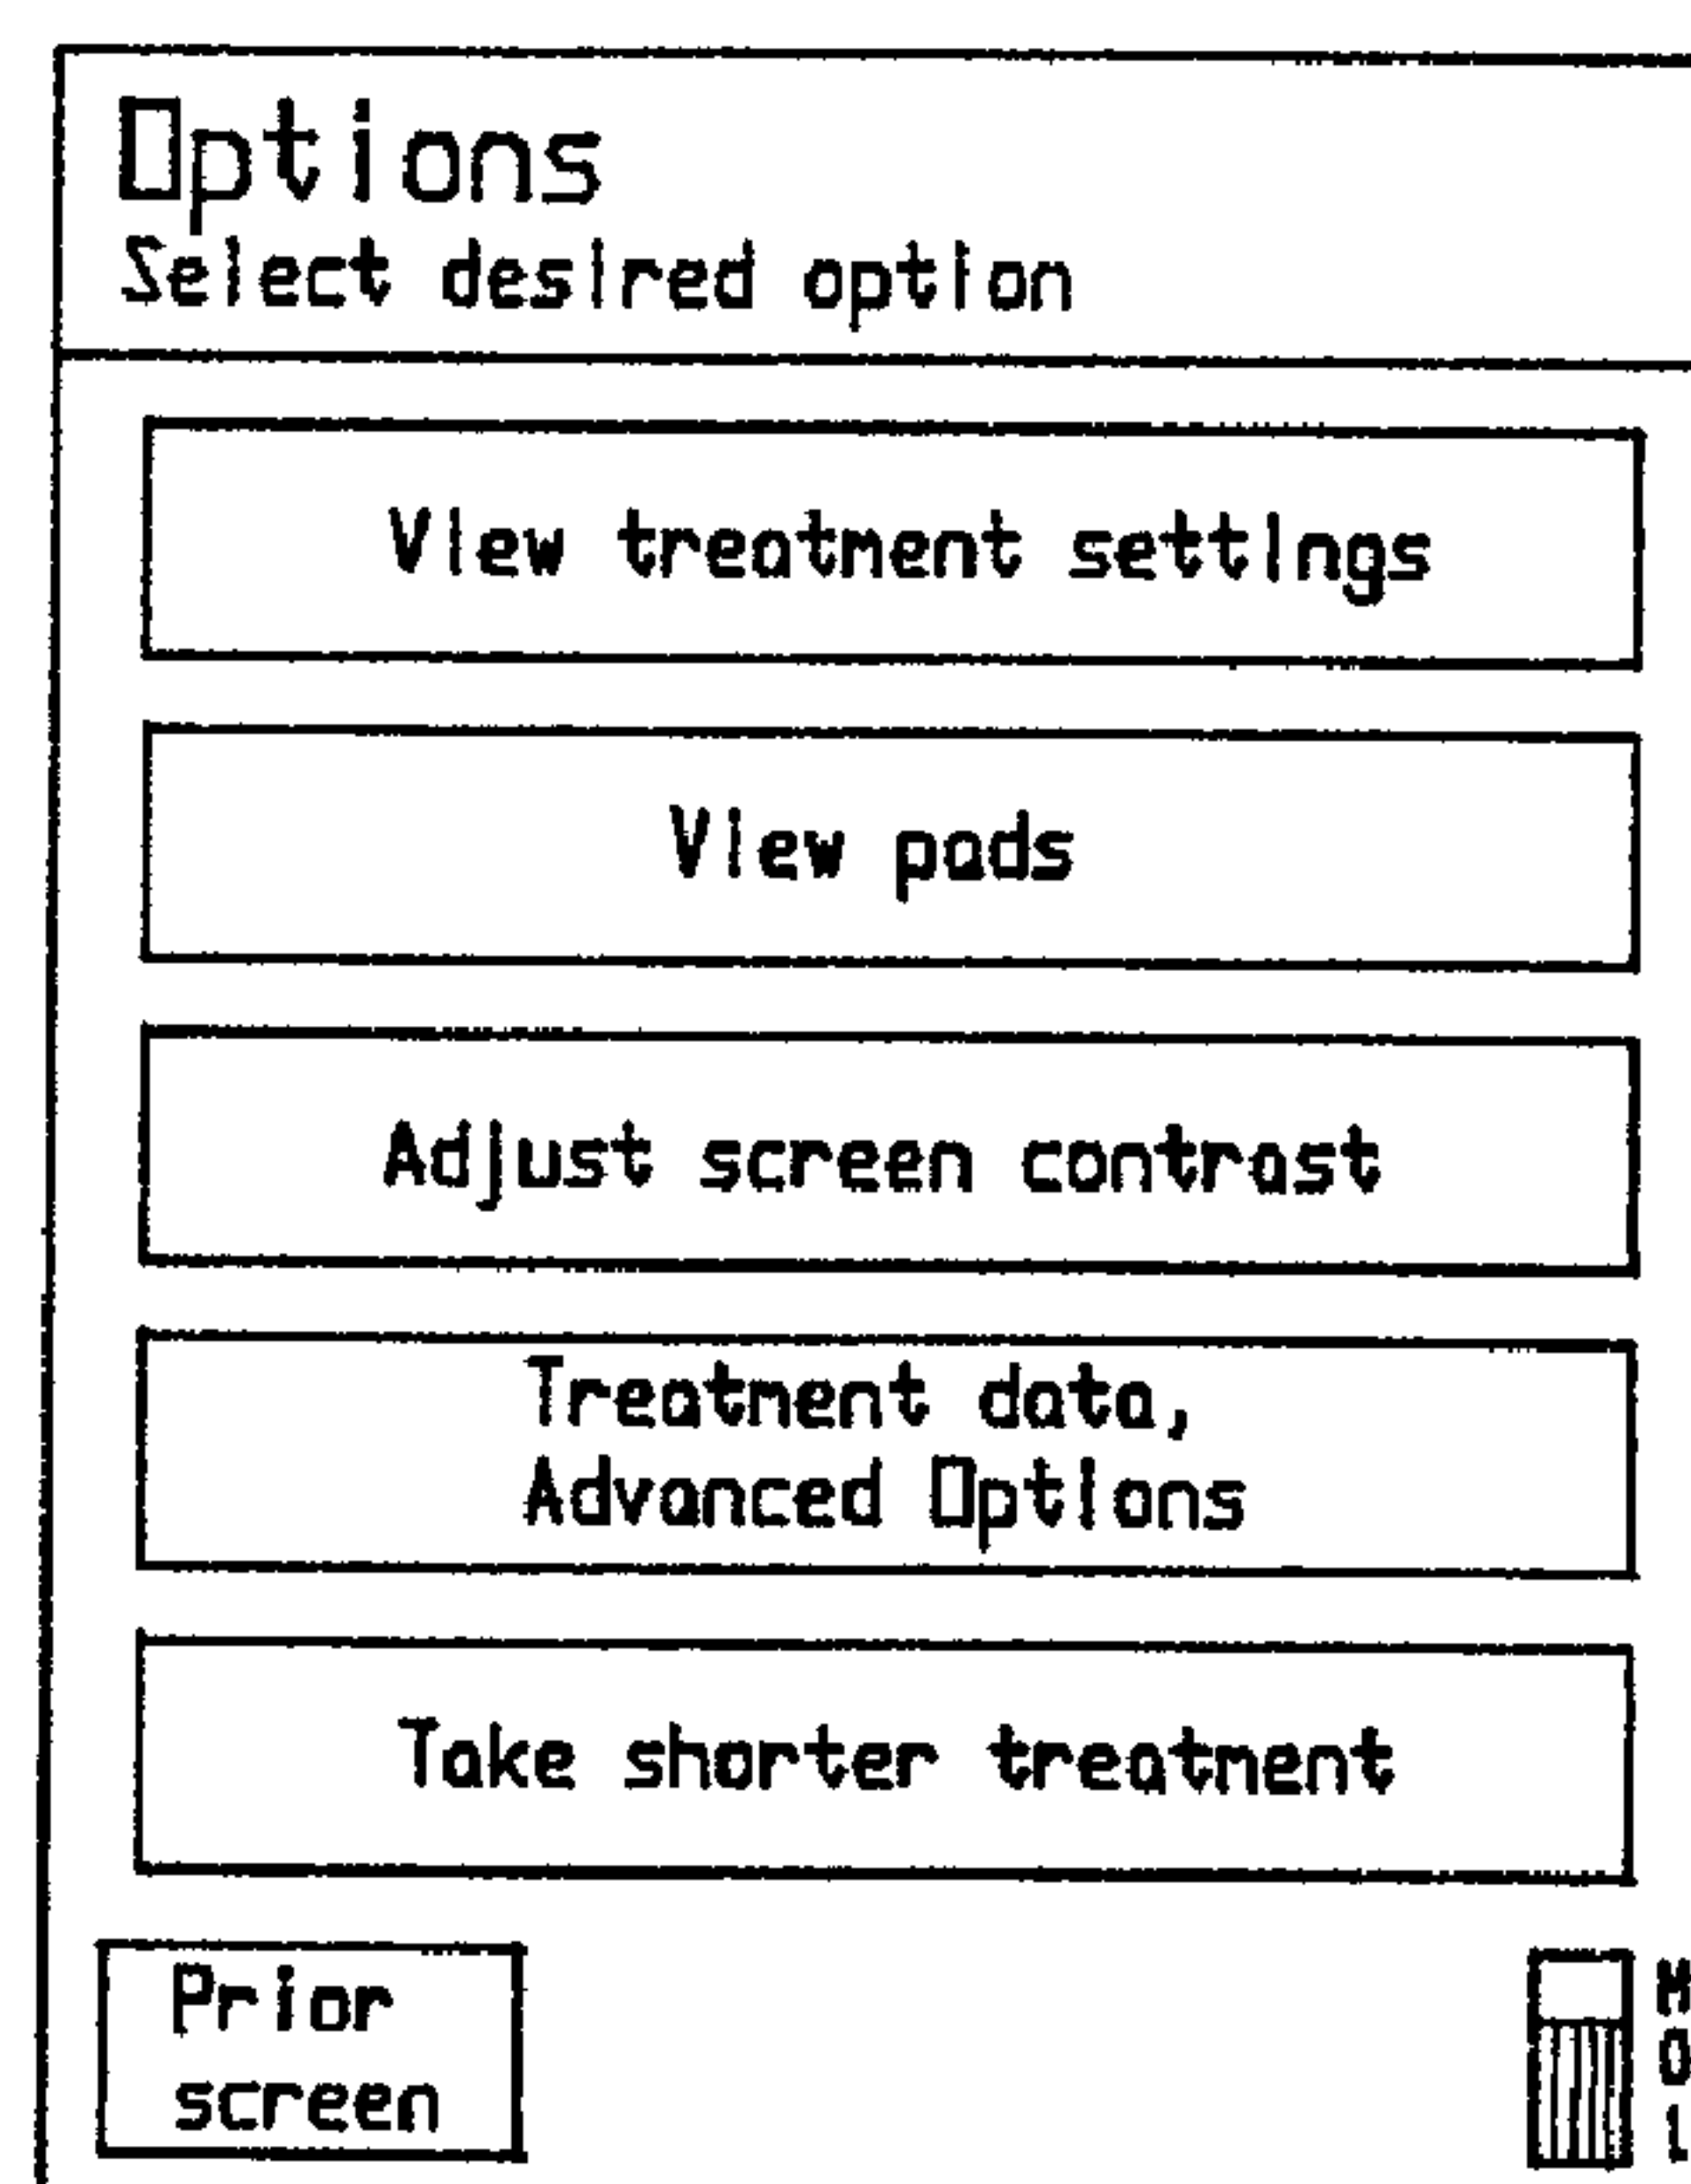 Options
Select desired option
View treatment settings
View pads
Adjust screen contrast
Treatment data,
Advanced Options
Take shorter treatment
Prior
screen